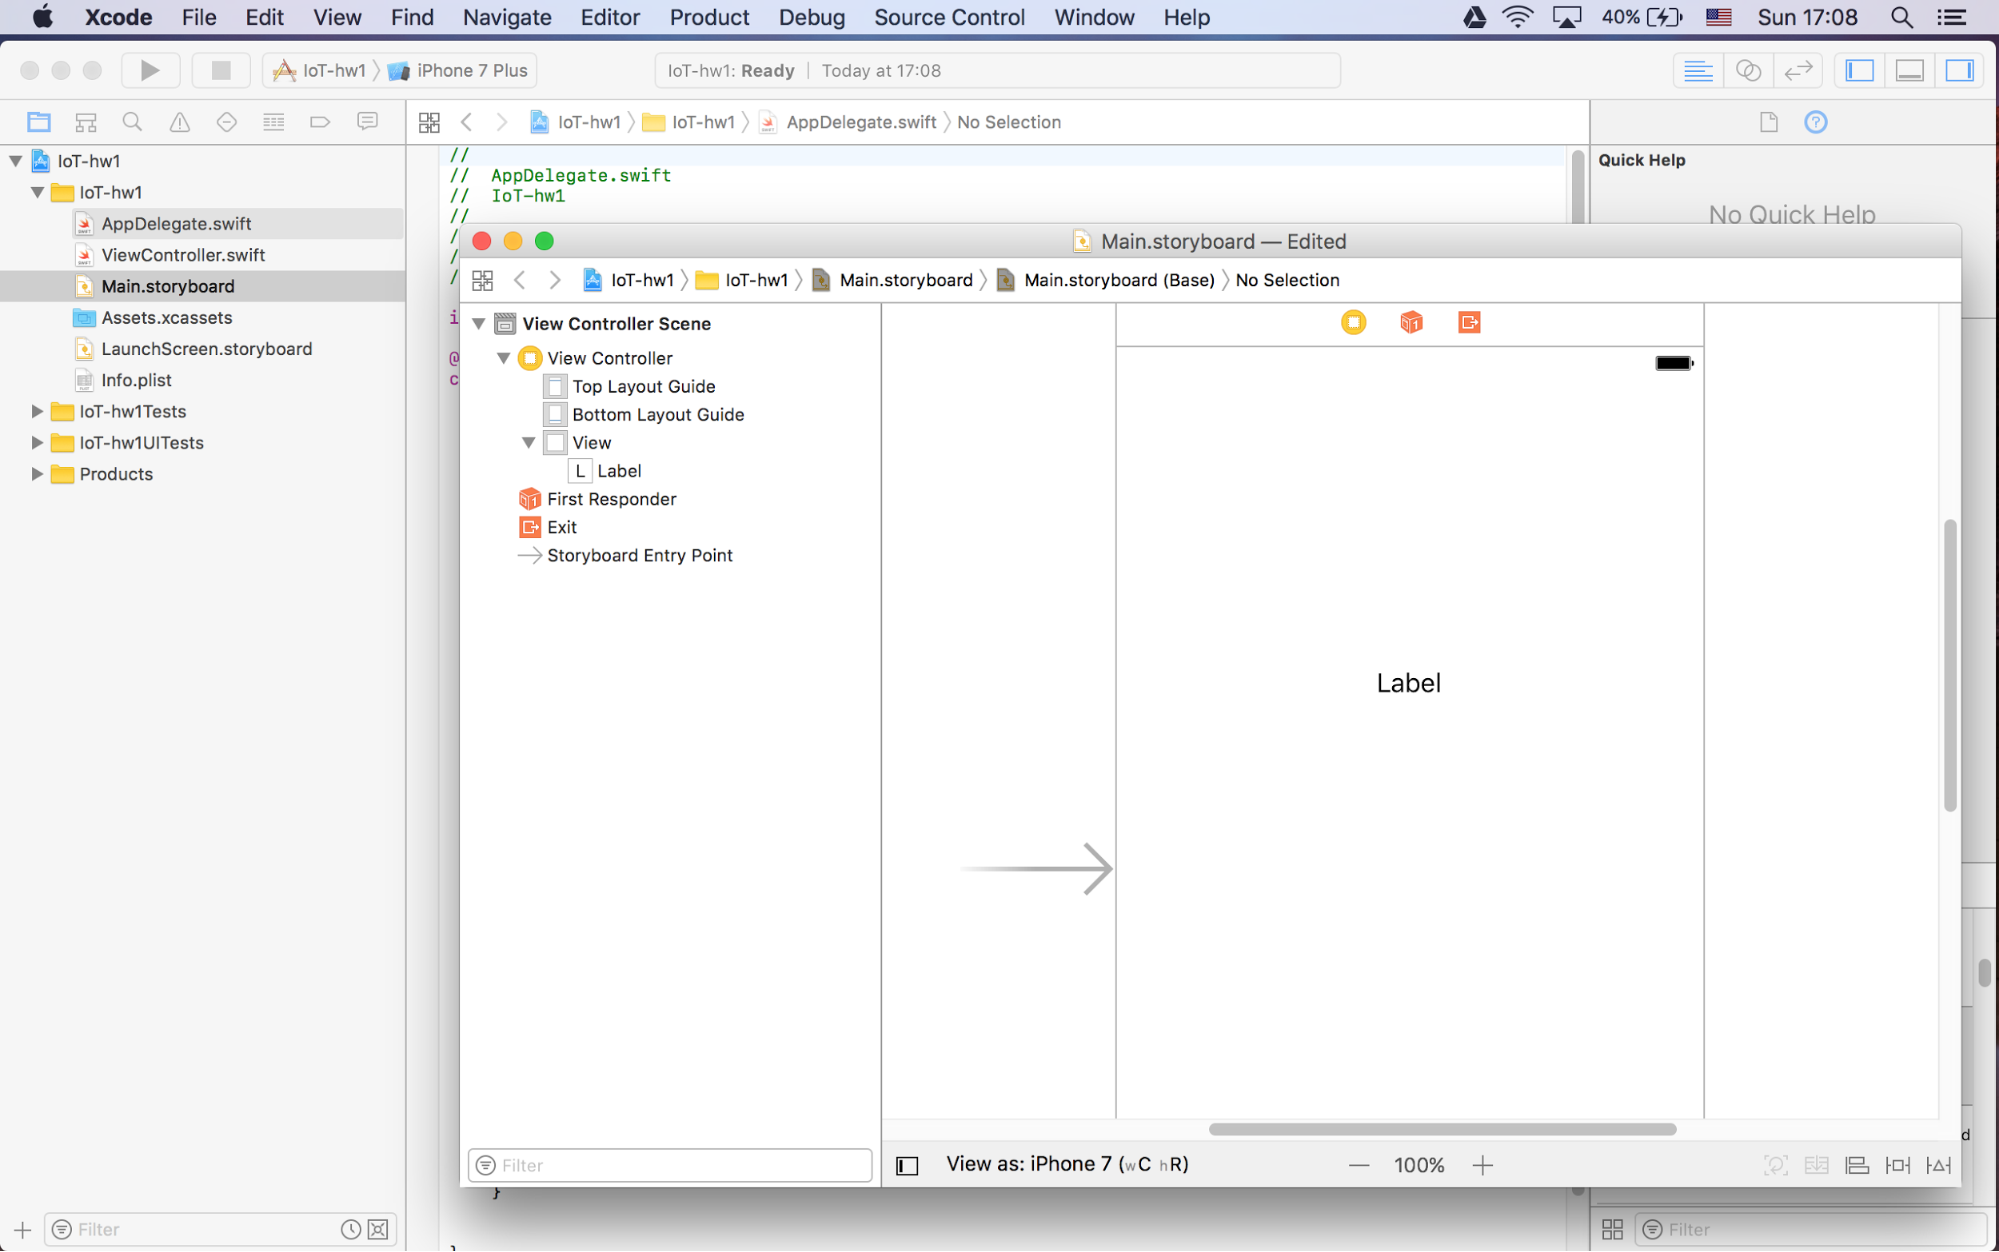 Xcode File Edit View Find Navigate Editor Product Debug Source Control Window Help 40% Sun 17:08
IoT-hw1 iPhone 7 Plus IoT-hw1: Ready | Today at 17:08
IoT-hw1 IoT-hw1 AppDelegate.swift No Selection
IoT-hw1
IoT-hw1
AppDelegate.swift
ViewController.swift
Main.storyboard
Assets.xcassets
LaunchScreen.storyboard
Info.plist
IoT-hw1Tests
IoT-hw1UITests
Products
Filter
//
// AppDelegate.swift
// IoT-hw1
//
/
/
/
i
@
c
}
Quick Help
No Quick Help
Main.storyboard — Edited
IoT-hw1 IoT-hw1 Main.storyboard Main.storyboard (Base) No Selection
View Controller Scene
View Controller
Top Layout Guide
Bottom Layout Guide
View
L Label
First Responder
Exit
Storyboard Entry Point
Filter
Label
View as: iPhone 7 (wC hR) — 100% +
d
Filter